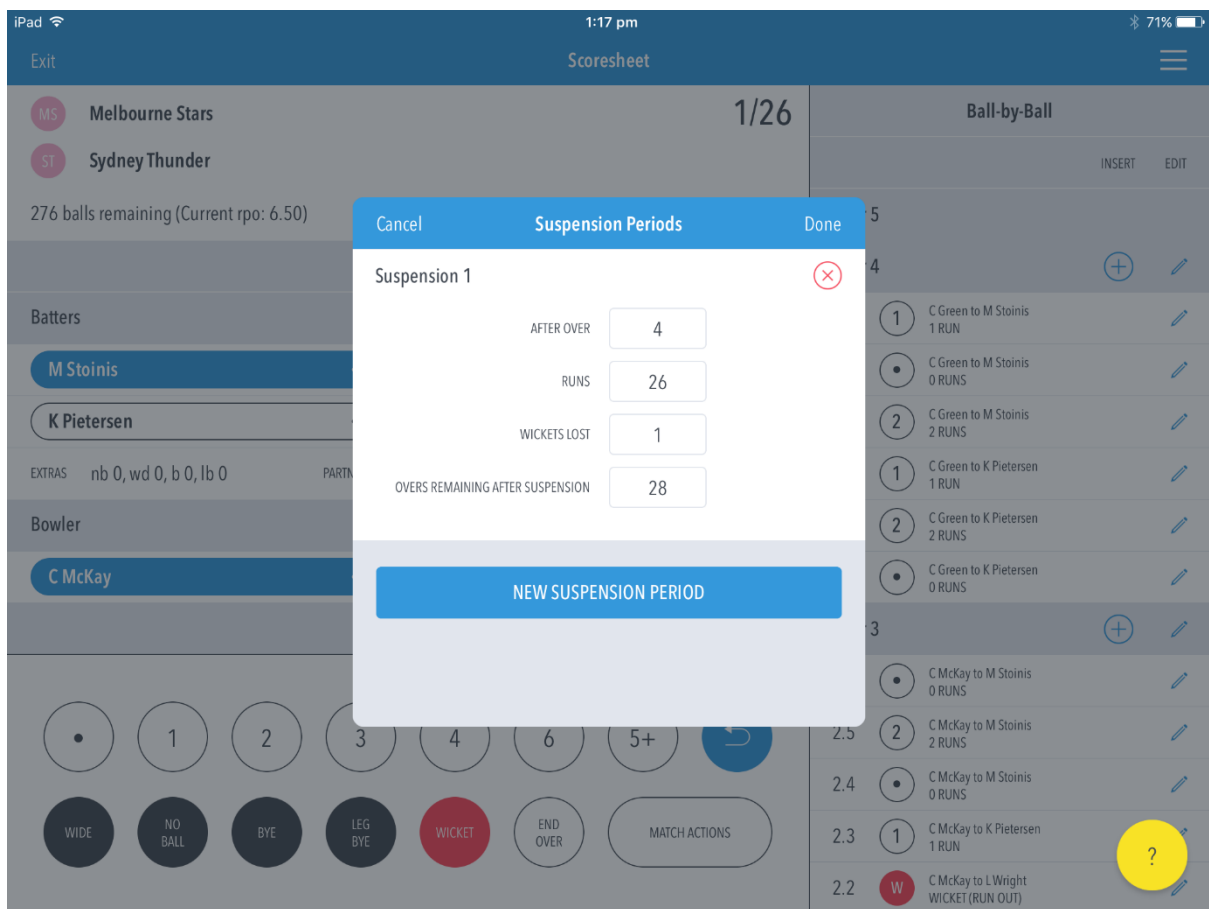 iPad 1:17 pm 71%
Exit Scoresheet
MS Melbourne Stars 1/26
ST Sydney Thunder
276 balls remaining (Current rpo: 6.50)
Batters
M Stoinis
K Pietersen
EXTRAS nb 0, wd 0, b 0, lb 0 PARTN
Bowler
C McKay
Cancel Suspension Periods Done
Suspension 1
AFTER OVER 4
RUNS 26
WICKETS LOST 1
OVERS REMAINING AFTER SUSPENSION 28
NEW SUSPENSION PERIOD
1 2 3 4 6 5+
WIDE
NO
BALL
BYE
LEG
BYE
WICKET
END
OVER
MATCH ACTIONS
Ball-by-Ball
INSERT EDIT
5
4
1 C Green to M Stoinis
1 RUN
C Green to M Stoinis
0 RUNS
2 C Green to M Stoinis
2 RUNS
1 C Green to K Pietersen
1 RUN
2 C Green to K Pietersen
2 RUNS
C Green to K Pietersen
0 RUNS
3
C McKay to M Stoinis
0 RUNS
2.5 2 C McKay to M Stoinis
2 RUNS
2.4 C McKay to M Stoinis
0 RUNS
2.3 1 C McKay to K Pietersen
1 RUN
2.2 W C McKay to L Wright
WICKET (RUN OUT)
?